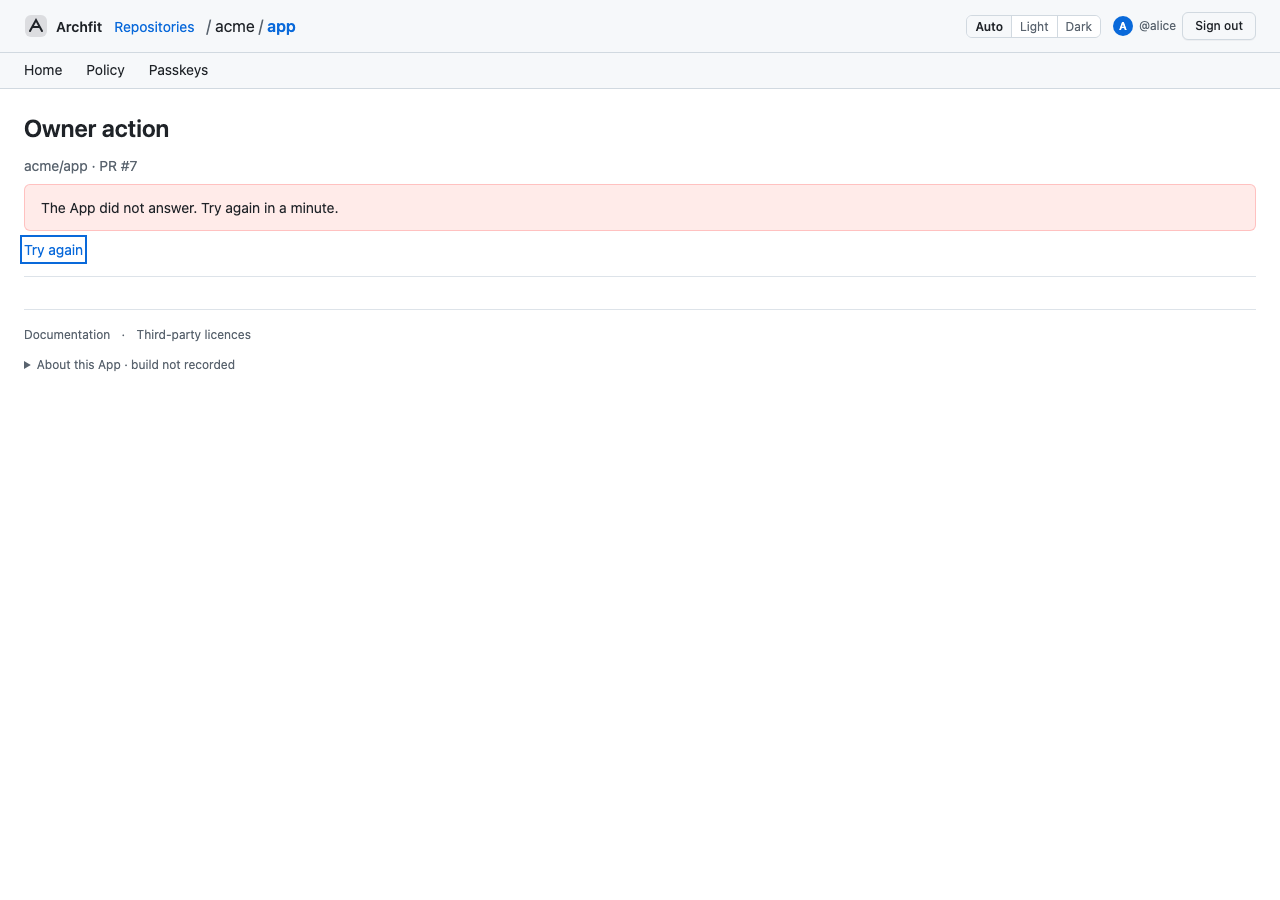 Archfit Repositories / acme / app Auto Light Dark A @alice Sign out
Home Policy Passkeys
Owner action
acme/app · PR #7
The App did not answer. Try again in a minute.
Try again
Documentation · Third-party licences
About this App · build not recorded